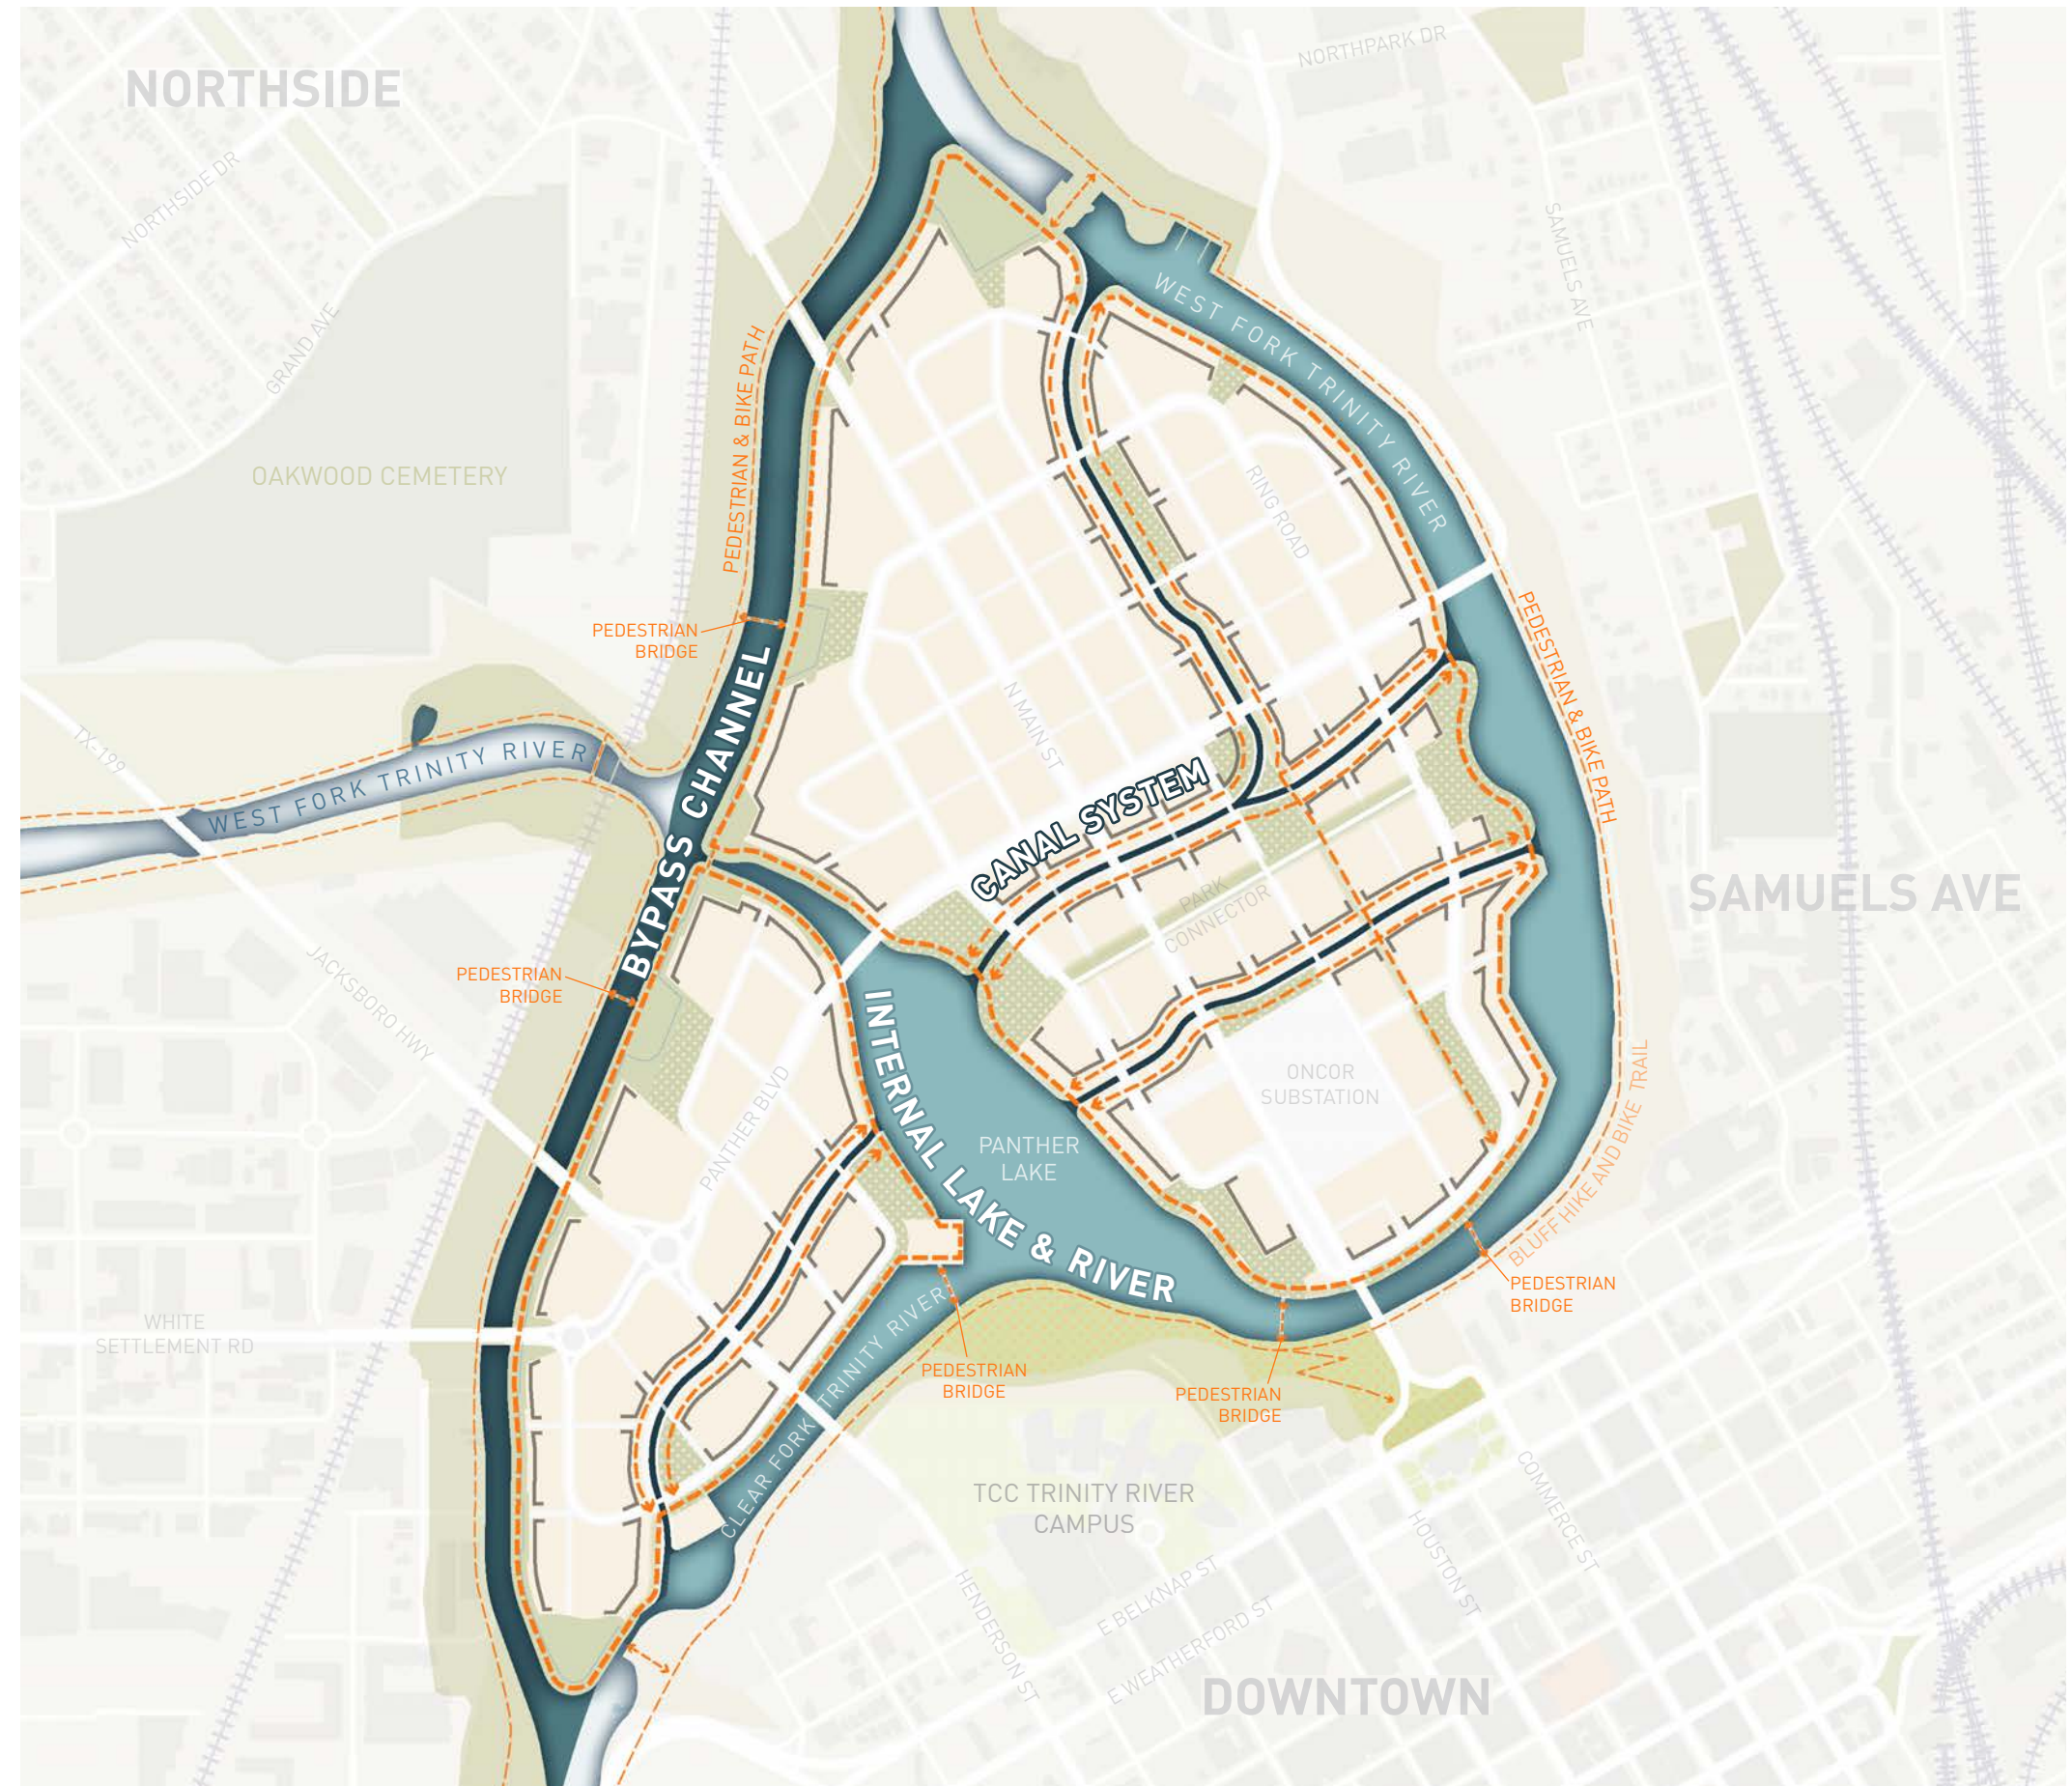 NORTHSIDE
NORTHPARK DR
NORTHSIDE DR
SAMUELS AVE
GRAND AVE
WEST FORK TRINITY RIVER
PEDESTRIAN & BIKE PATH
OAKWOOD CEMETERY
RING ROAD
PEDESTRIAN
BRIDGE
PEDESTRIAN & BIKE PATH
N MAIN ST
TX-199
WEST FORK TRINITY RIVER
BYPASS CHANNEL
CANAL SYSTEM
PARK
CONNECTOR
SAMUELS AVE
PEDESTRIAN
BRIDGE
JACKSBORO HWY
INTERNAL LAKE & RIVER
PANTHER BLVD
ONCOR
SUBSTATION
PANTHER
LAKE
BLUFF HIKE AND BIKE TRAIL
PEDESTRIAN
BRIDGE
WHITE
SETTLEMENT RD
CLEAR FORK TRINITY RIVER
PEDESTRIAN
BRIDGE
PEDESTRIAN
BRIDGE
TCC TRINITY RIVER
CAMPUS
COMMERCE ST
HOUSTON ST
HENDERSON ST
E BELKNAP ST
E WEATHERFORD ST
DOWNTOWN